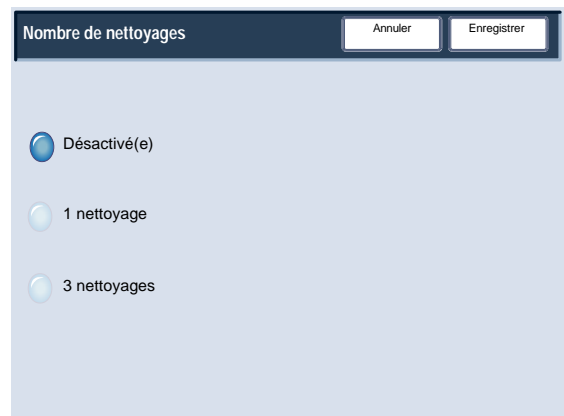 Nombre de nettoyages Annuler Enregistrer
Désactivé(e)
1 nettoyage
3 nettoyages